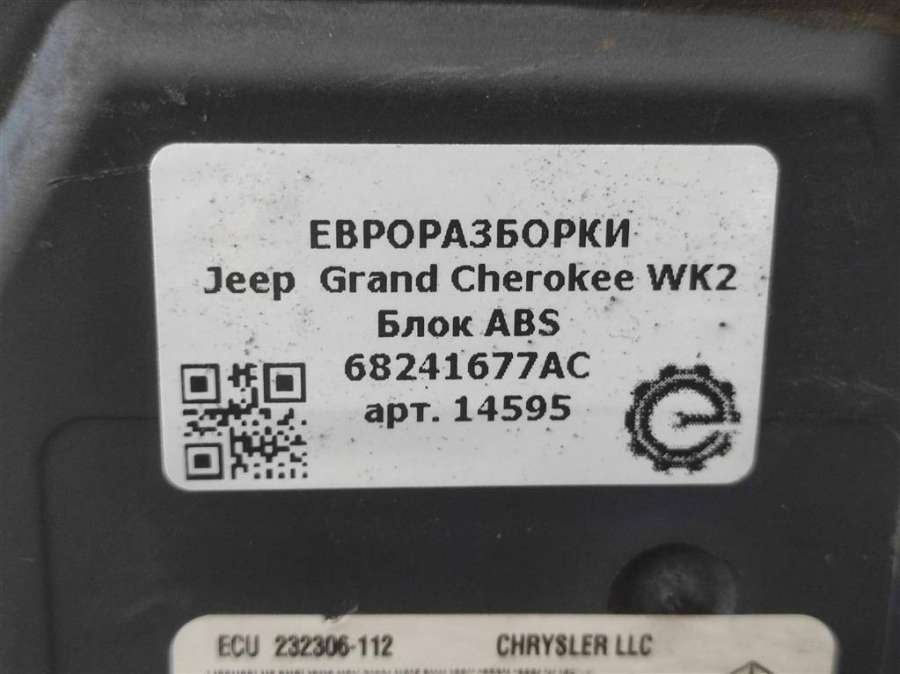 ЕВРОРАЗБОРКИ
Jeep Grand Cherokee WK2
Блок ABS
68241677AC
арт. 14595
ECU 232306-112 CHRYSLER LLC